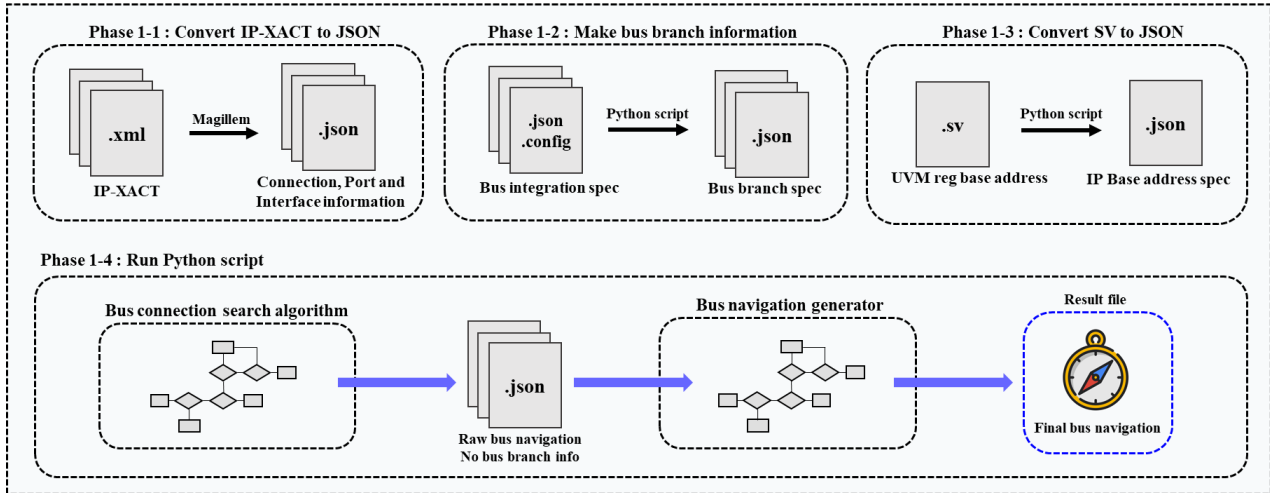 Phase 1-1 : Convert IP-XACT to JSON
.xml
Magillem
.json
IP-XACT
Connection, Port and
Interface information
Phase 1-2 : Make bus branch information
.json
.config
Python script
.json
Bus integration spec
Bus branch spec
Phase 1-3 : Convert SV to JSON
.sv
Python script
.json
UVM reg base address
IP Base address spec
Phase 1-4 : Run Python script
Bus connection search algorithm
.json
Raw bus navigation
No bus branch info
Bus navigation generator
Result file
Final bus navigation